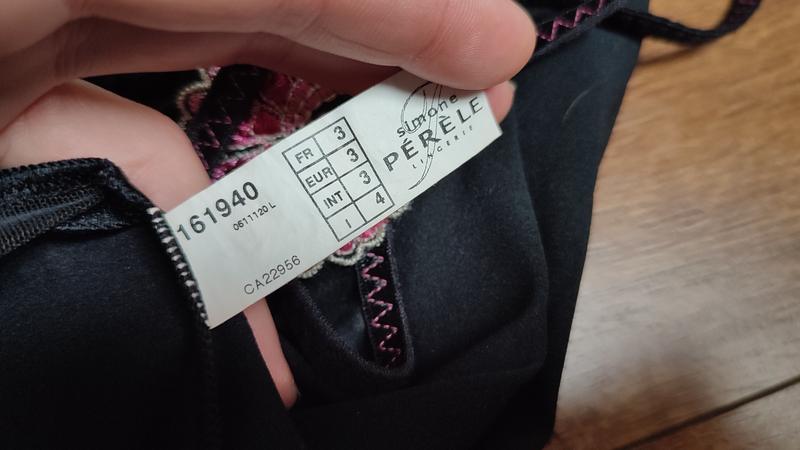 161940
0611120 L
CA22956
FR 3
EUR 3
INT 3
I 4
simone
PÉRÈLE
LINGERIE